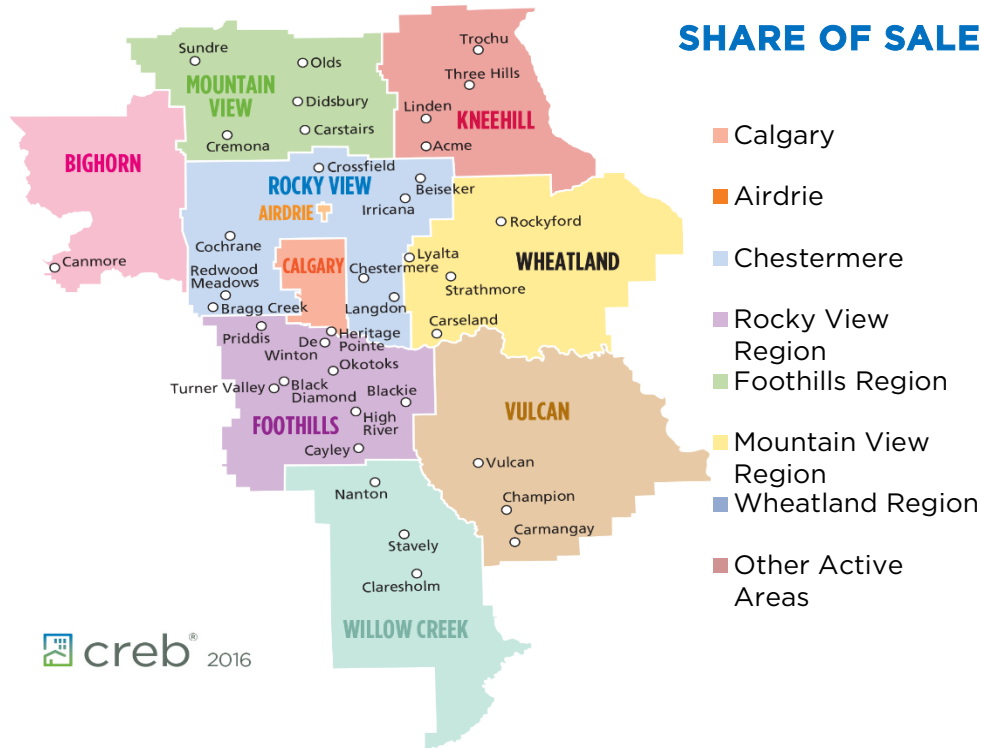 SHARE OF SALE
Sundre
Olds
MOUNTAIN
VIEW
Didsbury
Carstairs
Cremona
Trochu
Three Hills
Linden
KNEEHILL
Acme
BIGHORN
Canmore
Crossfield
ROCKY VIEW
Beiseker
Irricana
AIRDRIE
Cochrane
CALGARY
Chestermere
Redwood
Meadows
Bragg Creek
Langdon
Rockyford
Lyalta
WHEATLAND
Strathmore
Carseland
Priddis
Heritage
Pointe
De
Winton
Okotoks
Turner Valley
Black
Diamond
Blackie
FOOTHILLS
High
River
Cayley
VULCAN
Vulcan
Champion
Carmangay
Nanton
Stavely
Claresholm
WILLOW CREEK
creb® 2016
Calgary
Airdrie
Chestermere
Rocky View
Region
Foothills Region
Mountain View
Region
Wheatland Region
Other Active
Areas